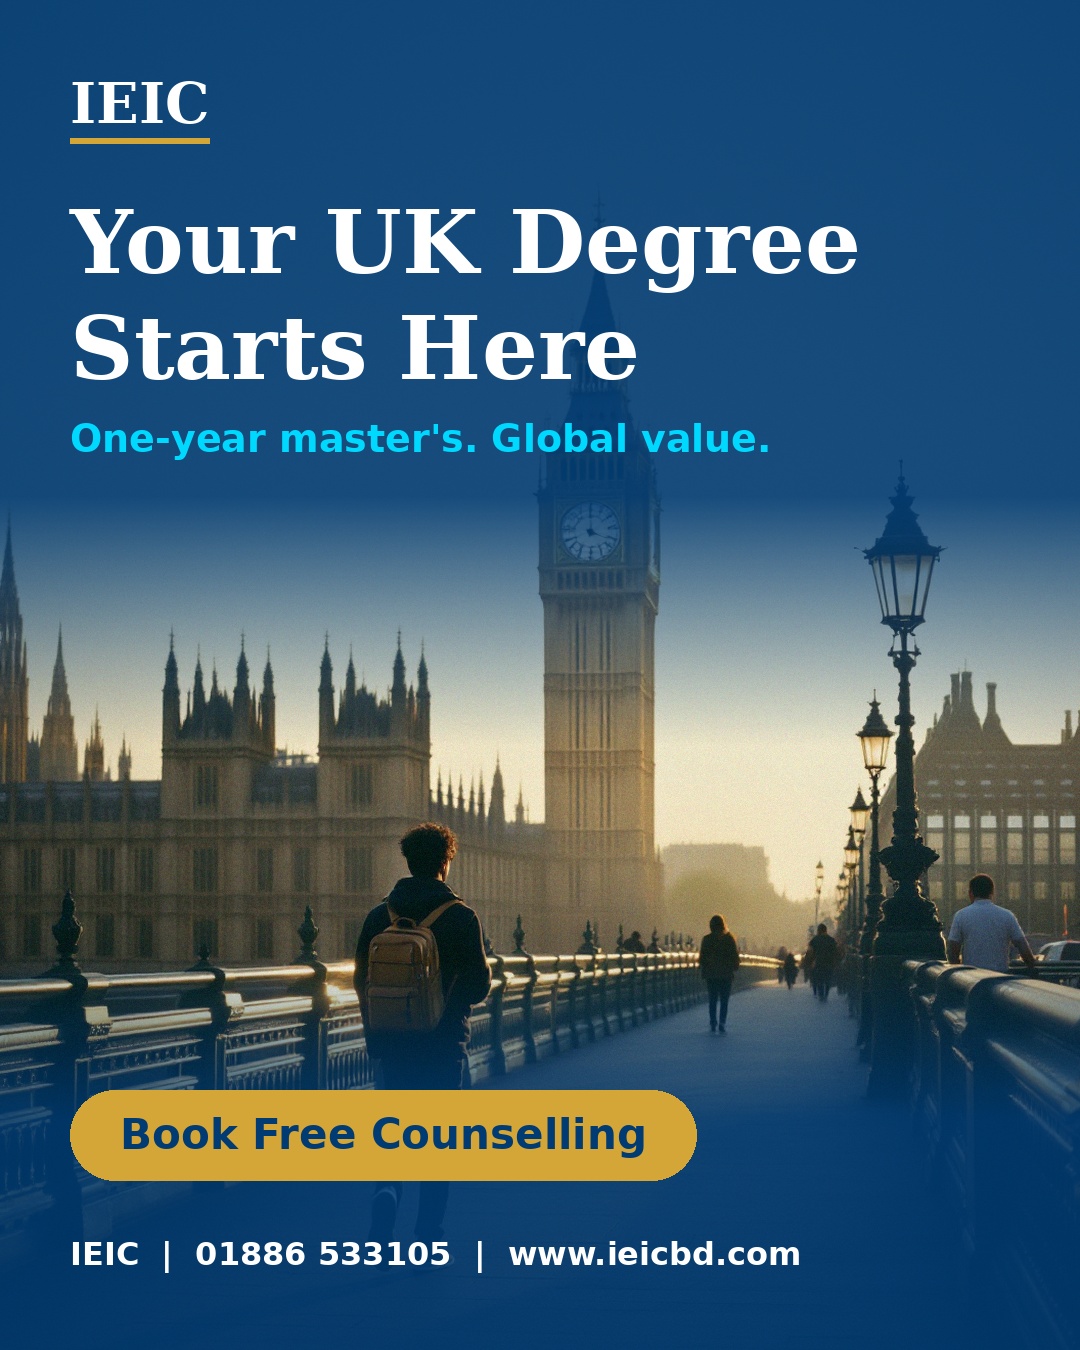 IEIC
Your UK Degree
Starts Here
One-year master's. Global value.
Book Free Counselling
IEIC | 01886 533105 | www.ieicbd.com